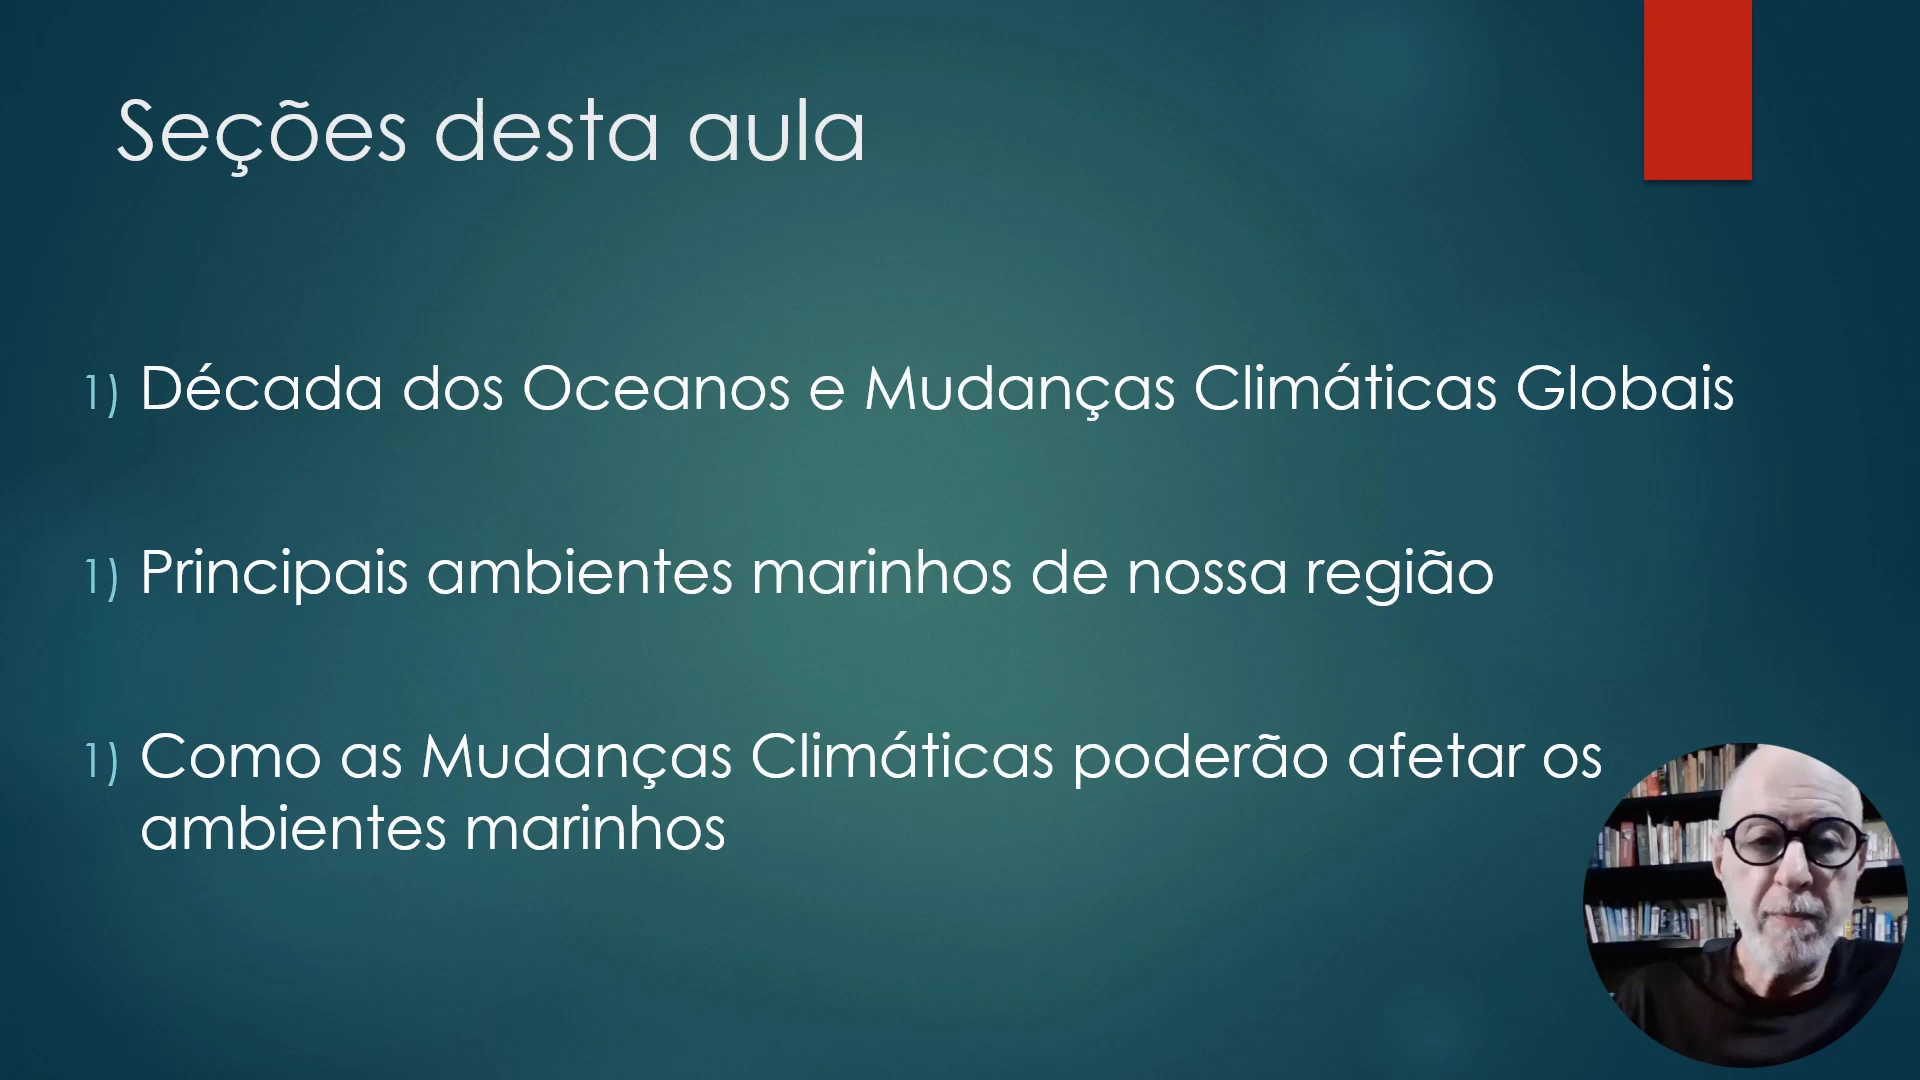 Seções desta aula
1) Década dos Oceanos e Mudanças Climáticas Globais
1) Principais ambientes marinhos de nossa região
1) Como as Mudanças Climáticas poderão afetar os
ambientes marinhos